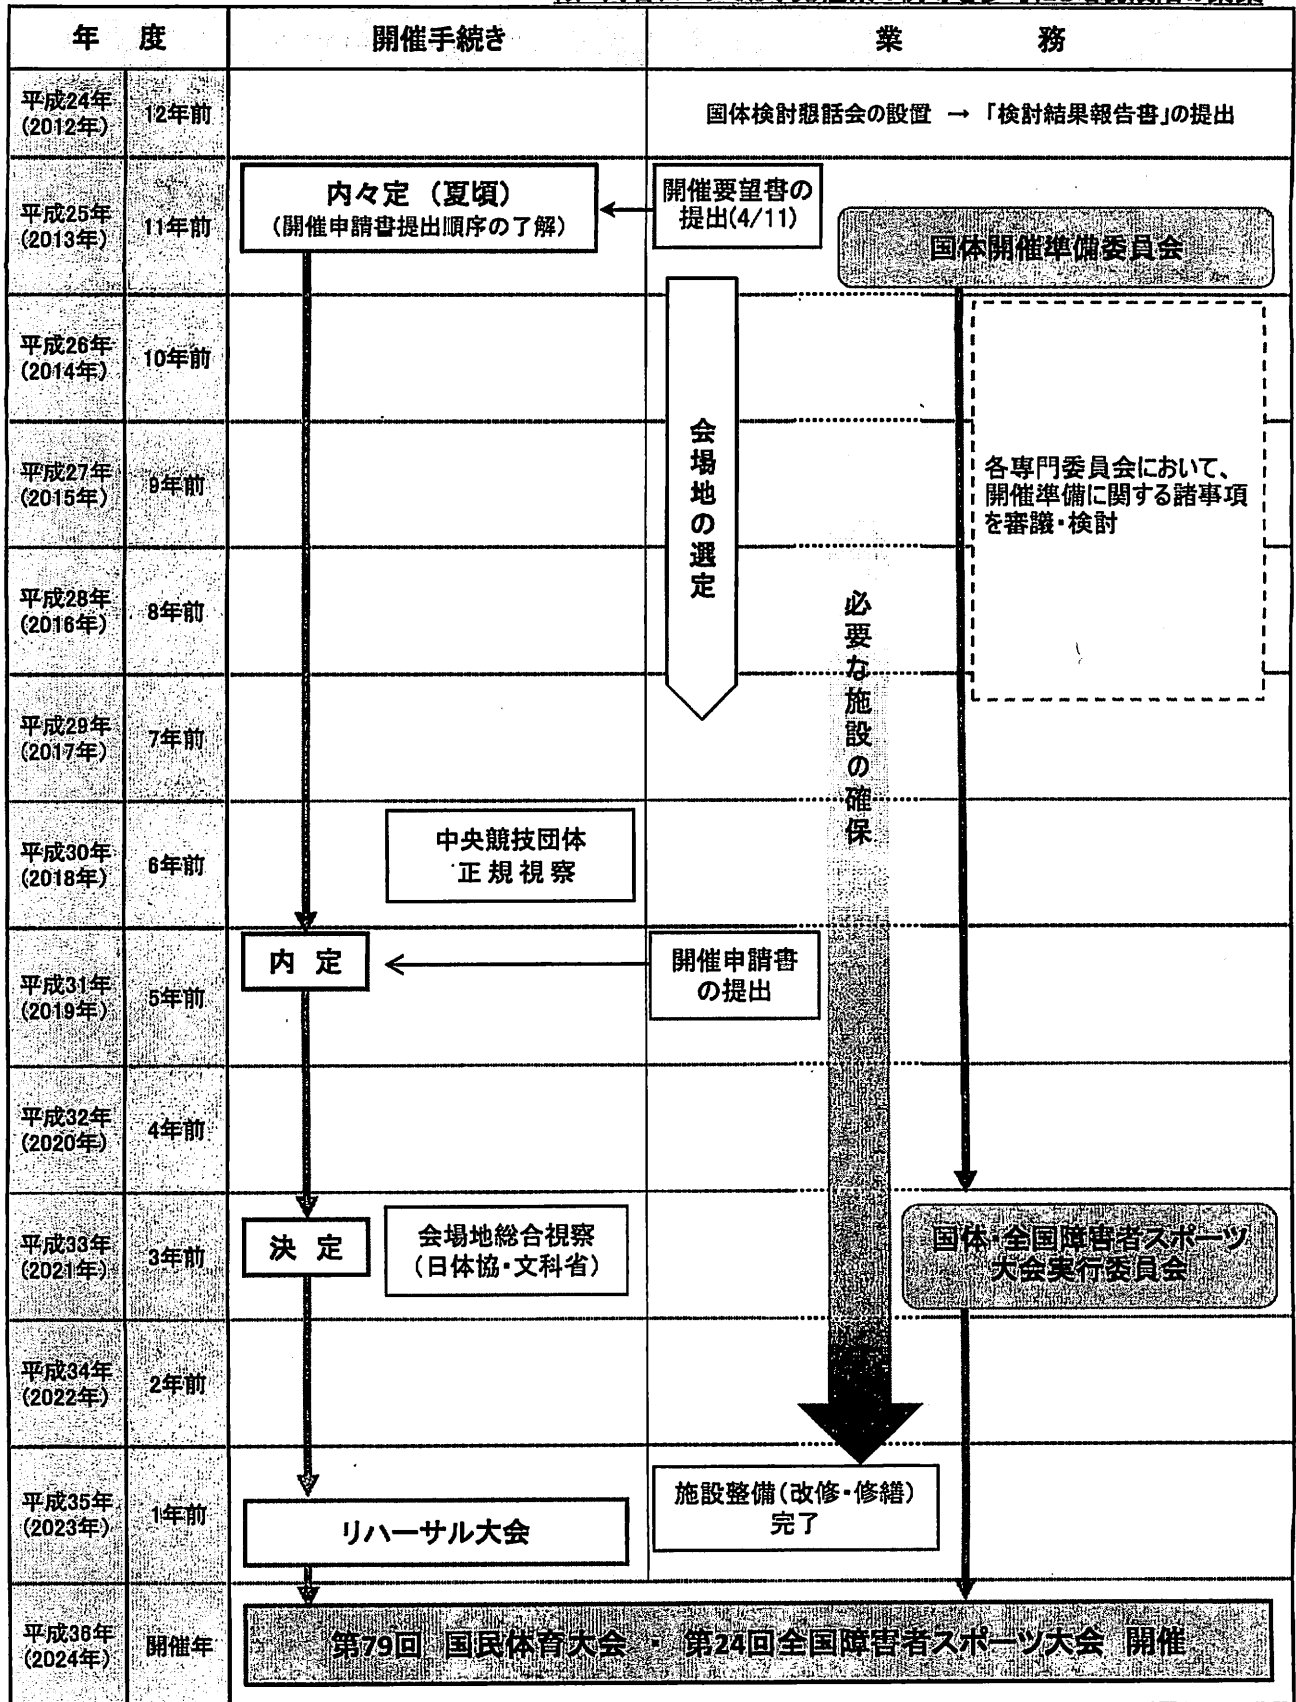 年 度
開催手続き
業 務
平成24年
(2012年)
12年前
国体検討懇話会の設置 → 「検討結果報告書」の提出
平成25年
(2013年)
11年前
内々定(夏頃)
(開催申請書提出順序の了解)
開催要望書の
提出(4/11)
国体開催準備委員会
平成26年
(2014年)
10年前
会場地の選定
平成27年
(2015年)
9年前
各専門委員会において、
開催準備に関する諸事項
を審議・検討
平成28年
(2016年)
8年前
必要な施設の確保
平成29年
(2017年)
7年前
平成30年
(2018年)
6年前
中央競技団体
正規視察
平成31年
(2019年)
5年前
内 定
開催申請書
の提出
平成32年
(2020年)
4年前
平成33年
(2021年)
3年前
決 定
会場地総合視察
(日体協・文科省)
国体・全国障害者スポーツ
大会実行委員会
平成34年
(2022年)
2年前
平成35年
(2023年)
1年前
リハーサル大会
施設整備(改修・修繕)
完了
平成36年
(2024年)
開催年
第79回 国民体育大会 ・ 第24回全国障害者スポーツ大会 開催